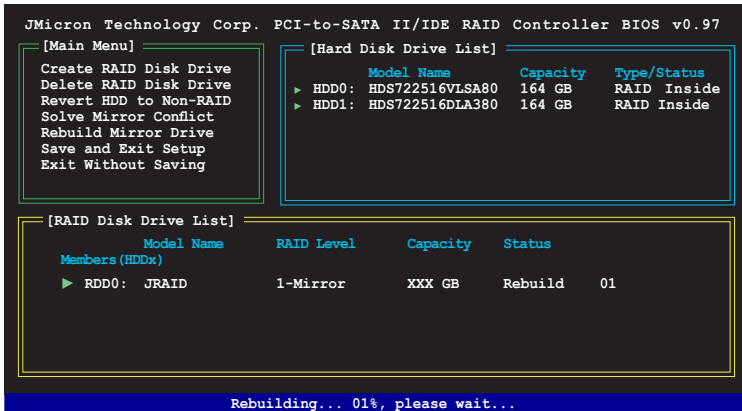 JMicron Technology Corp. PCI-to-SATA II/IDE RAID Controller BIOS v0.97
[Main Menu]
Create RAID Disk Drive
Delete RAID Disk Drive
Revert HDD to Non-RAID
Solve Mirror Conflict
Rebuild Mirror Drive
Save and Exit Setup
Exit Without Saving
[Hard Disk Drive List]
Model Name Capacity Type/Status
HDD0: HDS722516VLSA80 164 GB RAID Inside
HDD1: HDS722516DLA380 164 GB RAID Inside
[RAID Disk Drive List]
Model Name RAID Level Capacity Status
Members(HDDx)
RDD0: JRAID 1-Mirror XXX GB Rebuild 01
Rebuilding... 01%, please wait...